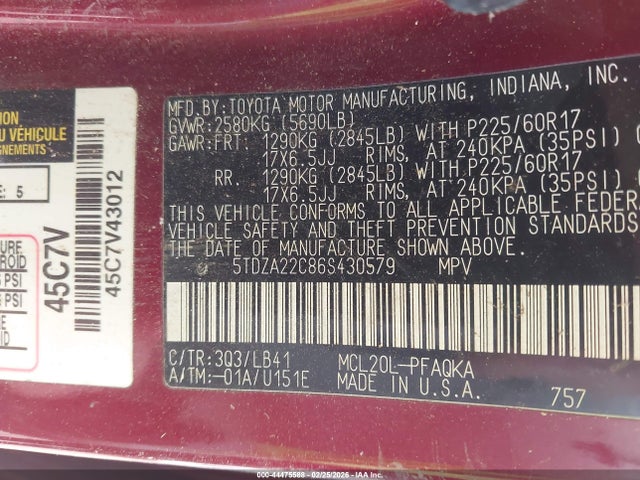 ION
U VÉHICULE
GNEMENTS
E: 5
45C7V
45C7V43012
URE
PSI
PSI
MFD.BY:TOYOTA MOTOR MANUFACTURING, INDIANA, INC.
GVWR:2580KG (5690LB)
GAWR:FRT. 1290KG (2845LB) WITH P225/60R17
17X6.5JJ RIMS, AT 240KPA (35PSI) C
RR. 1290KG (2845LB) WITH P225/60R17
17X6.5JJ RIMS, AT 240KPA (35PSI) C
THIS VEHICLE CONFORMS TO ALL APPLICABLE FEDER
VEHICLE SAFETY AND THEFT PREVENTION STANDARDS
EFFECT ON THE DATE OF MANUFACTURE SHOWN ABOVE.
5TDZA22C86S430579 MPV
C/TR:3Q3/LB41 MCL20L-PFAQKA
A/TM:-01A/U151E MADE IN U.S.A. 757
00-44475588 - 02/25/2026 - IAA Inc.